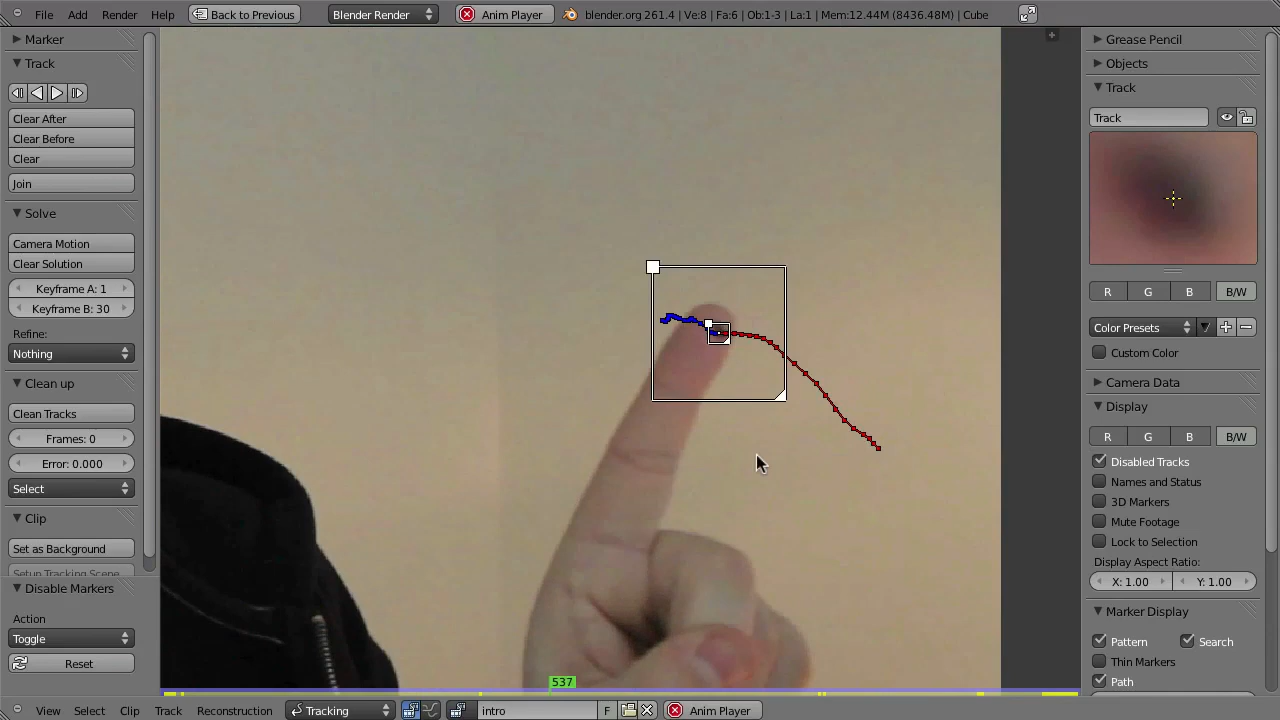 File Add Render Help Back to Previous Blender Render Anim Player blender.org 261.4 | Ve:8 | Fa:6 | Ob:1-3 | La:1 | Mem:12.44M (8436.48M) | Cube
Marker
Track
Clear After
Clear Before
Clear
Join
Solve
Camera Motion
Clear Solution
Keyframe A: 1
Keyframe B: 30
Refine:
Nothing
Clean up
Clean Tracks
Frames: 0
Error: 0.000
Select
Clip
Set as Background
Setup Tracking Scene
Disable Markers
Action
Toggle
Reset
537
Grease Pencil
Objects
Track
Track
R G B B/W
Color Presets
Custom Color
Camera Data
Display
R G B B/W
Disabled Tracks
Names and Status
3D Markers
Mute Footage
Lock to Selection
Display Aspect Ratio:
X: 1.00 Y: 1.00
Marker Display
Pattern Search
Thin Markers
Path
View Select Clip Track Reconstruction Tracking intro F Anim Player